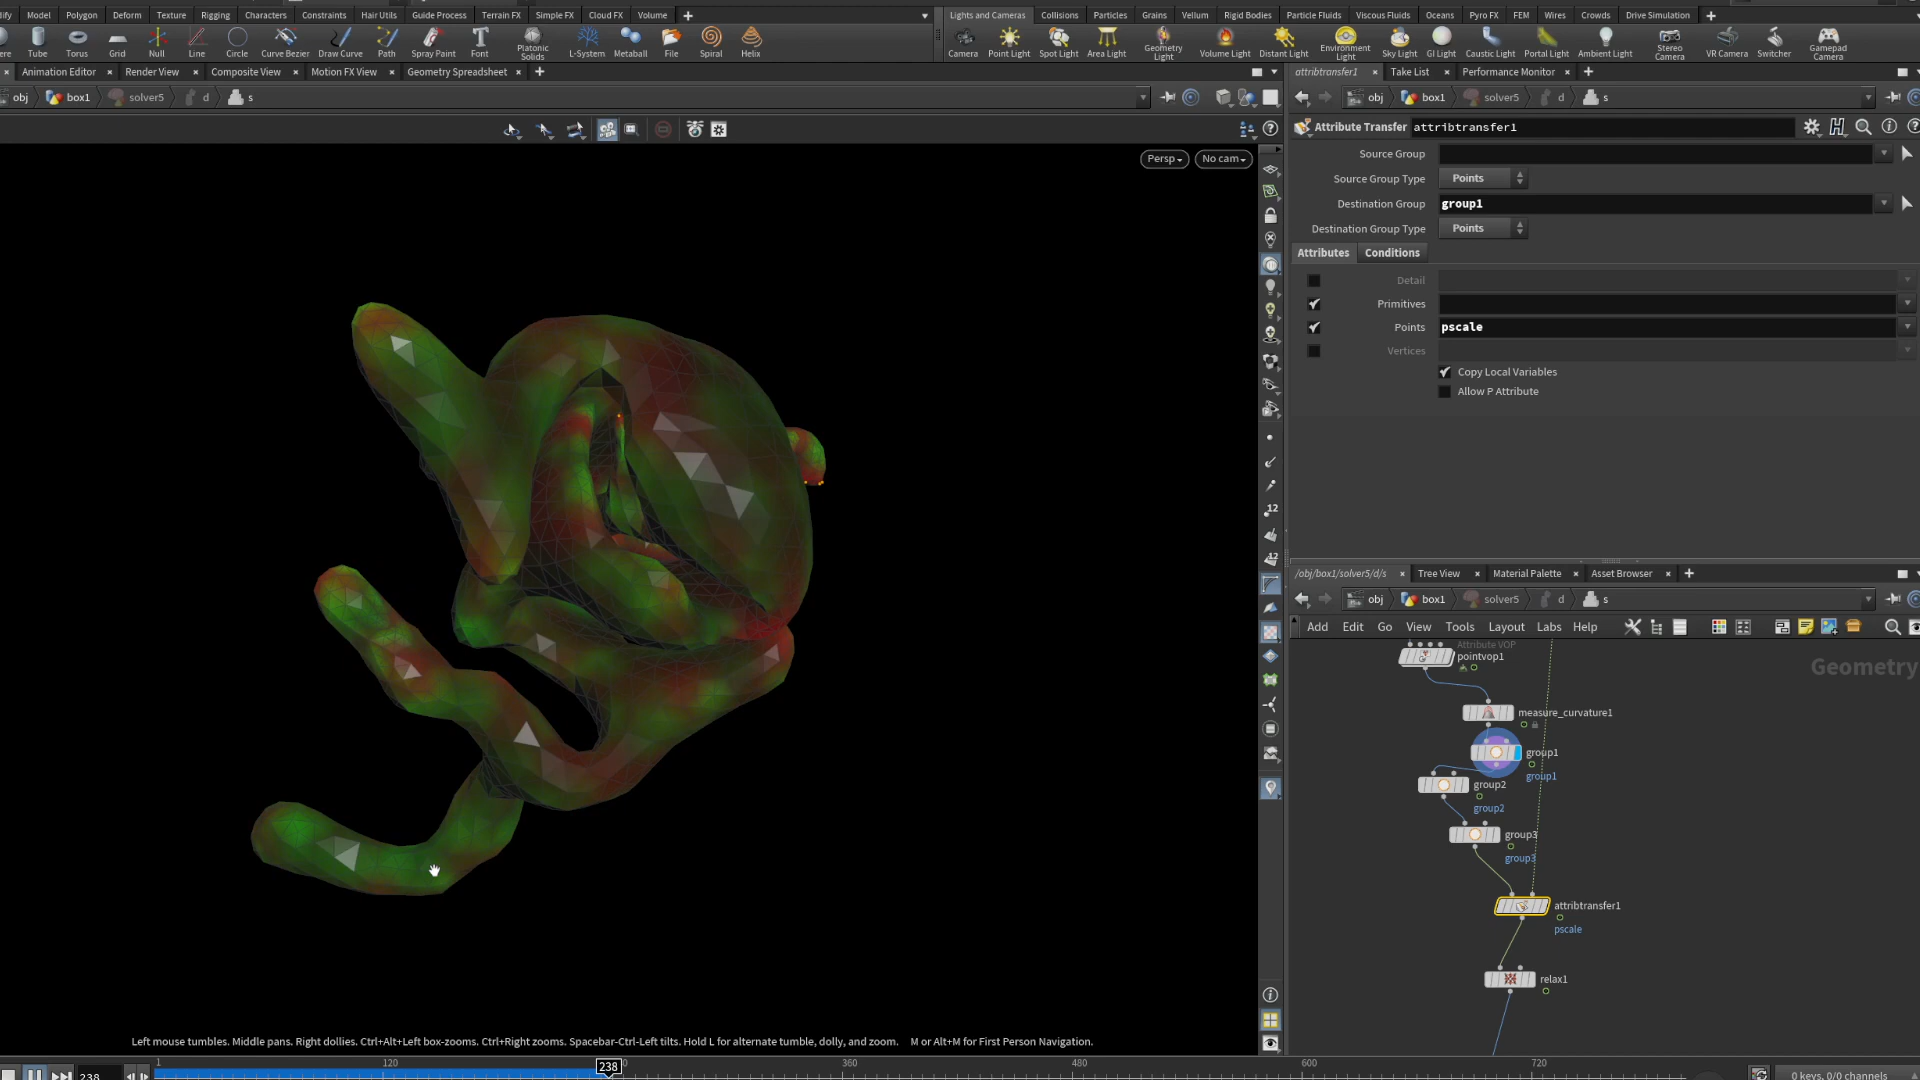 dify Model Polygon Deform Texture Rigging Characters Constraints Hair Utils Guide Process Terrain FX Simple FX Cloud FX Volume
Lights and Cameras Collisions Particles Grains Vellum Rigid Bodies Particle Fluids Viscous Fluids Oceans Pyro FX FEM Wires Crowds Drive Simulation
ere Tube Torus Grid Null Line Circle Curve Bezier Draw Curve Path Spray Paint Font Platonic Solids L-System Metaball File Spiral Helix
Camera Point Light Spot Light Area Light Geometry Light Volume Light Distant Light Environment Light Sky Light GI Light Caustic Light Portal Light Ambient Light Stereo Camera VR Camera Switcher Gamepad Camera
Animation Editor Render View Composite View Motion FX View Geometry Spreadsheet
attribtransfer1 Take List Performance Monitor
obj box1 solver5 d s
obj box1 solver5 d s
Attribute Transfer attribtransfer1
Persp No cam
Source Group
Source Group Type Points
Destination Group group1
Destination Group Type Points
Attributes Conditions
Detail
Primitives
Points pscale
Vertices
Copy Local Variables
Allow P Attribute
12
12
/obj/box1/solver5/d/s Tree View Material Palette Asset Browser
obj box1 solver5 d s
Add Edit Go View Tools Layout Labs Help
Attribute VOP
pointvop1
Geometry
measure_curvature1
group1
group1
group2
group2
group3
group3
attribtransfer1
pscale
relax1
Left mouse tumbles. Middle pans. Right dollies. Ctrl+Alt+Left box-zooms. Ctrl+Right zooms. Spacebar-Ctrl-Left tilts. Hold L for alternate tumble, dolly, and zoom. M or Alt+M for First Person Navigation.
1 120 238 360 480 600 720
238
0 keys, 0/0 channels